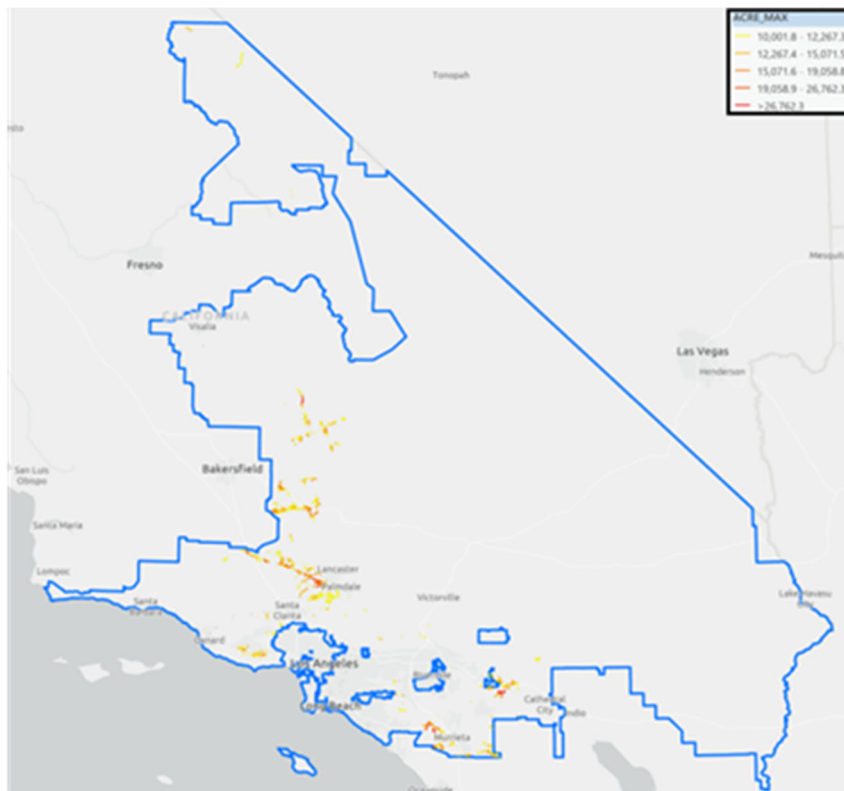 ACRE_MAX
10,001.8 - 12,267.3
12,267.4 - 15,071.5
15,071.6 - 19,058.8
19,058.9 - 26,762.3
>26,762.3
Tonopah
Fresno
CALIFORNIA
Visalia
Las Vegas
Henderson
Bakersfield
San Luis
Obispo
Santa Maria
Lompoc
Santa
Barbara
Lancaster
Palmdale
Santa
Clarita
Victorville
Lake Havasu
City
Oxnard
Los Angeles
Long Beach
Riverside
Cathedral
City
Indio
Murrieta